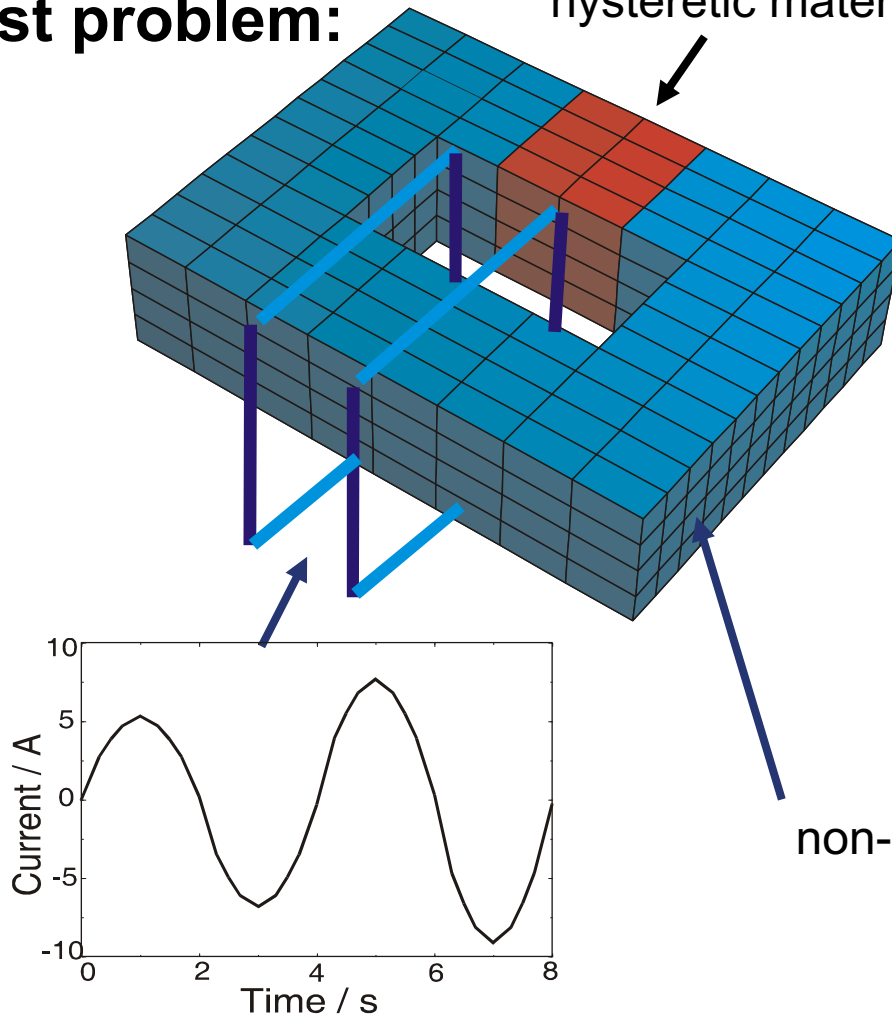 st problem:
hysteretic mater
10
5
0
-5
-10
Current / A
0 2 4 6 8
Time / s
non-